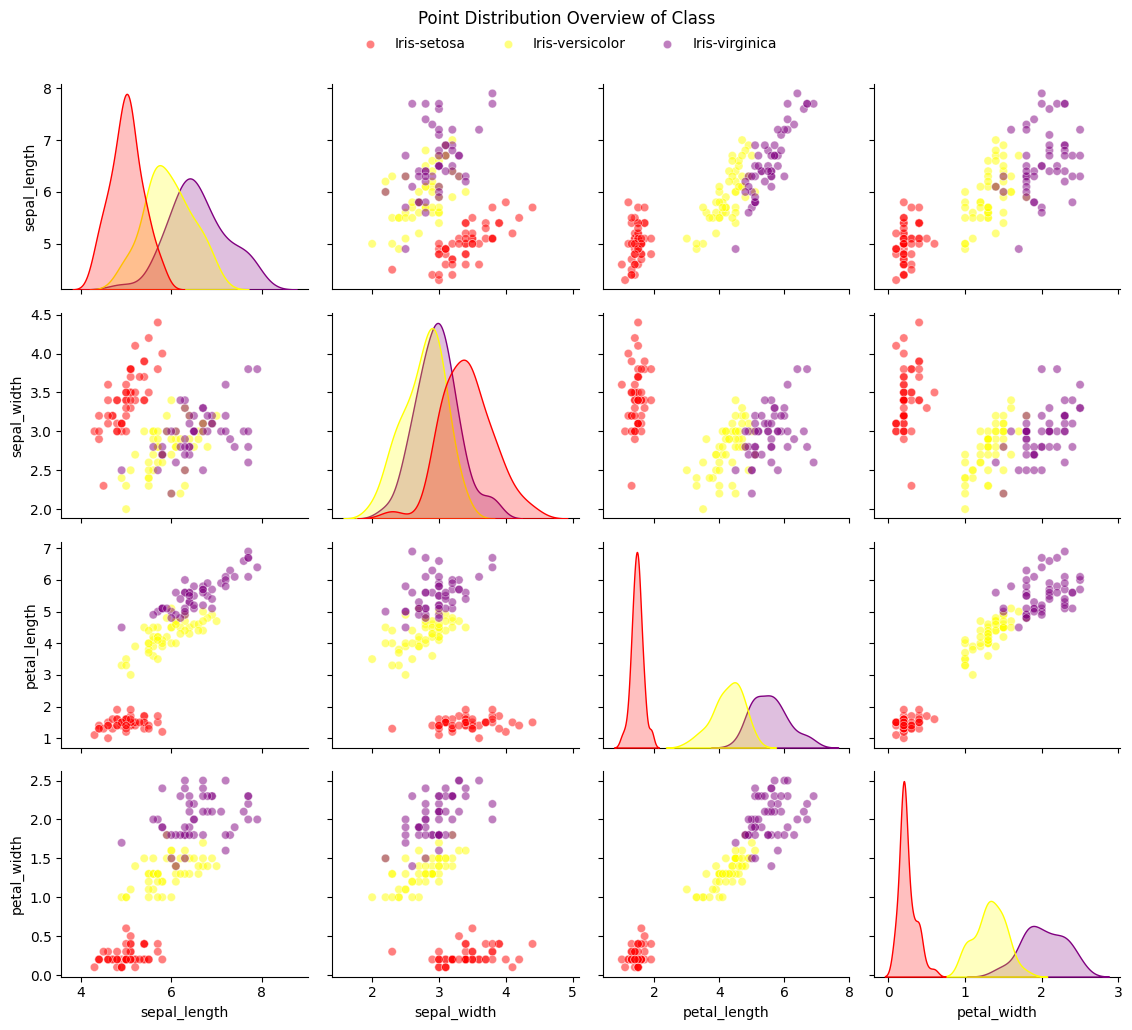 Point Distribution Overview of Class
Iris-setosa Iris-versicolor Iris-virginica
8
7
6
5
sepal_length
4.5
4.0
3.5
3.0
2.5
2.0
sepal_width
7
6
5
4
3
2
1
petal_length
2.5
2.0
1.5
1.0
0.5
0.0
petal_width
4 6 8 2 3 4 5 2 4 6 8 0 1 2 3
sepal_length sepal_width petal_length petal_width